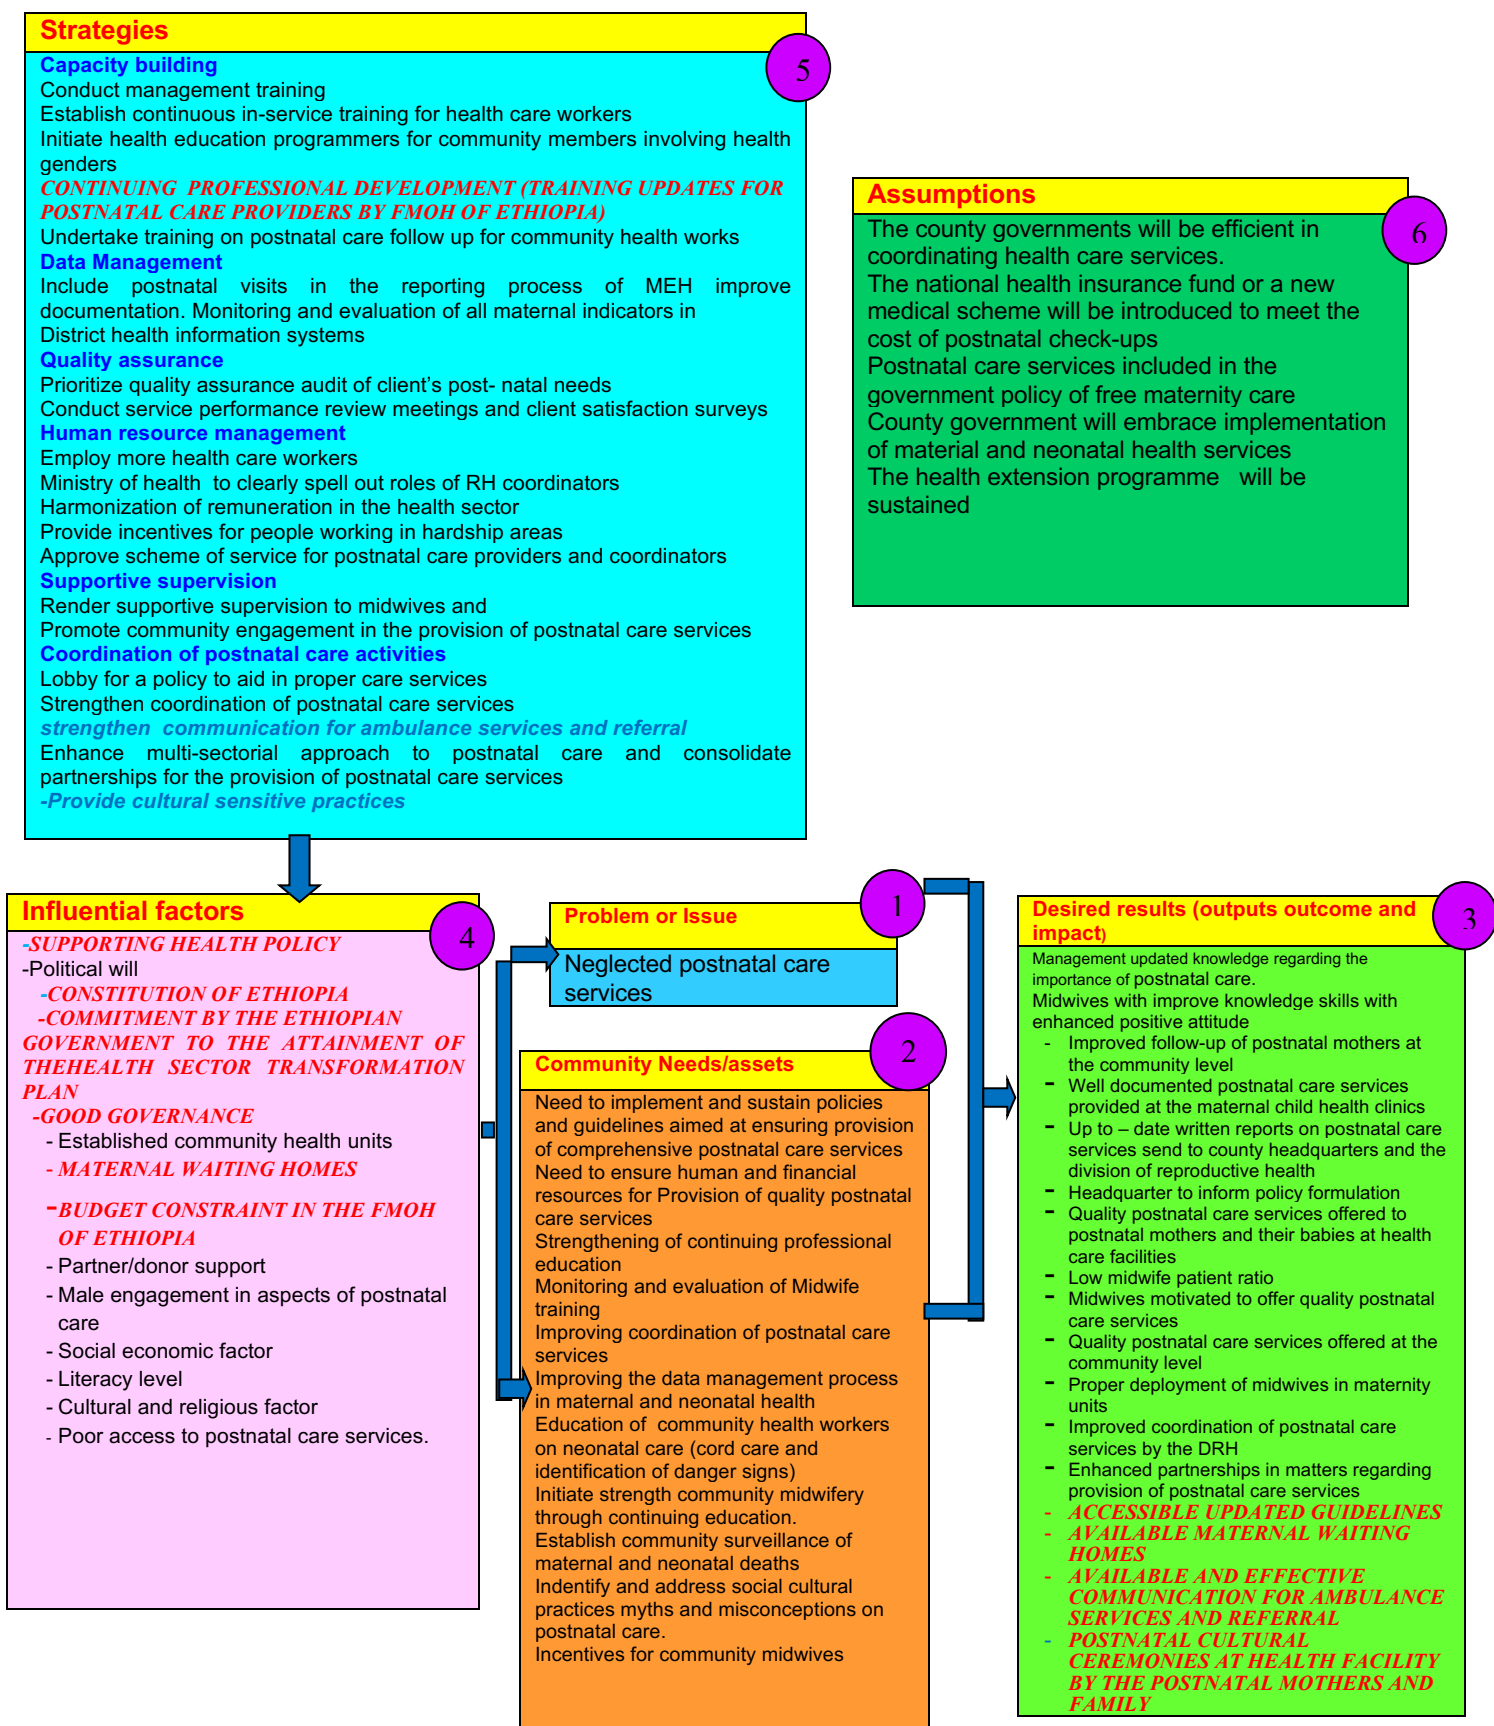 Strategies
5
Capacity building
Conduct management training
Establish continuous in-service training for health care workers
Initiate health education programmers for community members involving health
genders
CONTINUING PROFESSIONAL DEVELOPMENT (TRAINING UPDATES FOR
POSTNATAL CARE PROVIDERS BY FMOH OF ETHIOPIA)
Undertake training on postnatal care follow up for community health works
Data Management
Include postnatal visits in the reporting process of MEH improve
documentation. Monitoring and evaluation of all maternal indicators in
District health information systems
Quality assurance
Prioritize quality assurance audit of client's post- natal needs
Conduct service performance review meetings and client satisfaction surveys
Human resource management
Employ more health care workers
Ministry of health to clearly spell out roles of RH coordinators
Harmonization of remuneration in the health sector
Provide incentives for people working in hardship areas
Approve scheme of service for postnatal care providers and coordinators
Supportive supervision
Render supportive supervision to midwives and
Promote community engagement in the provision of postnatal care services
Coordination of postnatal care activities
Lobby for a policy to aid in proper care services
Strengthen coordination of postnatal care services
strengthen communication for ambulance services and referral
Enhance multi-sectorial approach to postnatal care and consolidate
partnerships for the provision of postnatal care services
-Provide cultural sensitive practices
Assumptions
6
The county governments will be efficient in
coordinating health care services.
The national health insurance fund or a new
medical scheme will be introduced to meet the
cost of postnatal check-ups
Postnatal care services included in the
government policy of free maternity care
County government will embrace implementation
of material and neonatal health services
The health extension programme will be
sustained
Influential factors
4
-SUPPORTING HEALTH POLICY
-Political will
-CONSTITUTION OF ETHIOPIA
-COMMITMENT BY THE ETHIOPIAN
GOVERNMENT TO THE ATTAINMENT OF
THEHEALTH SECTOR TRANSFORMATION
PLAN
-GOOD GOVERNANCE
- Established community health units
- MATERNAL WAITING HOMES
-BUDGET CONSTRAINT IN THE FMOH
OF ETHIOPIA
- Partner/donor support
- Male engagement in aspects of postnatal
care
- Social economic factor
- Literacy level
- Cultural and religious factor
- Poor access to postnatal care services.
Problem or Issue
1
Neglected postnatal care
services
Community Needs/assets
2
Need to implement and sustain policies
and guidelines aimed at ensuring provision
of comprehensive postnatal care services
Need to ensure human and financial
resources for Provision of quality postnatal
care services
Strengthening of continuing professional
education
Monitoring and evaluation of Midwife
training
Improving coordination of postnatal care
services
Improving the data management process
in maternal and neonatal health
Education of community health workers
on neonatal care (cord care and
identification of danger signs)
Initiate strength community midwifery
through continuing education.
Establish community surveillance of
maternal and neonatal deaths
Indentify and address social cultural
practices myths and misconceptions on
postnatal care.
Incentives for community midwives
Desired results (outputs outcome and
impact)
3
Management updated knowledge regarding the
importance of postnatal care.
Midwives with improve knowledge skills with
enhanced positive attitude
- Improved follow-up of postnatal mothers at
the community level
- Well documented postnatal care services
provided at the maternal child health clinics
- Up to – date written reports on postnatal care
services send to county headquarters and the
division of reproductive health
- Headquarter to inform policy formulation
- Quality postnatal care services offered to
postnatal mothers and their babies at health
care facilities
- Low midwife patient ratio
- Midwives motivated to offer quality postnatal
care services
- Quality postnatal care services offered at the
community level
- Proper deployment of midwives in maternity
units
- Improved coordination of postnatal care
services by the DRH
- Enhanced partnerships in matters regarding
provision of postnatal care services
- ACCESSIBLE UPDATED GUIDELINES
- AVAILABLE MATERNAL WAITING
HOMES
- AVAILABLE AND EFFECTIVE
COMMUNICATION FOR AMBULANCE
SERVICES AND REFERRAL
- POSTNATAL CULTURAL
CEREMONIES AT HEALTH FACILITY
BY THE POSTNATAL MOTHERS AND
FAMILY